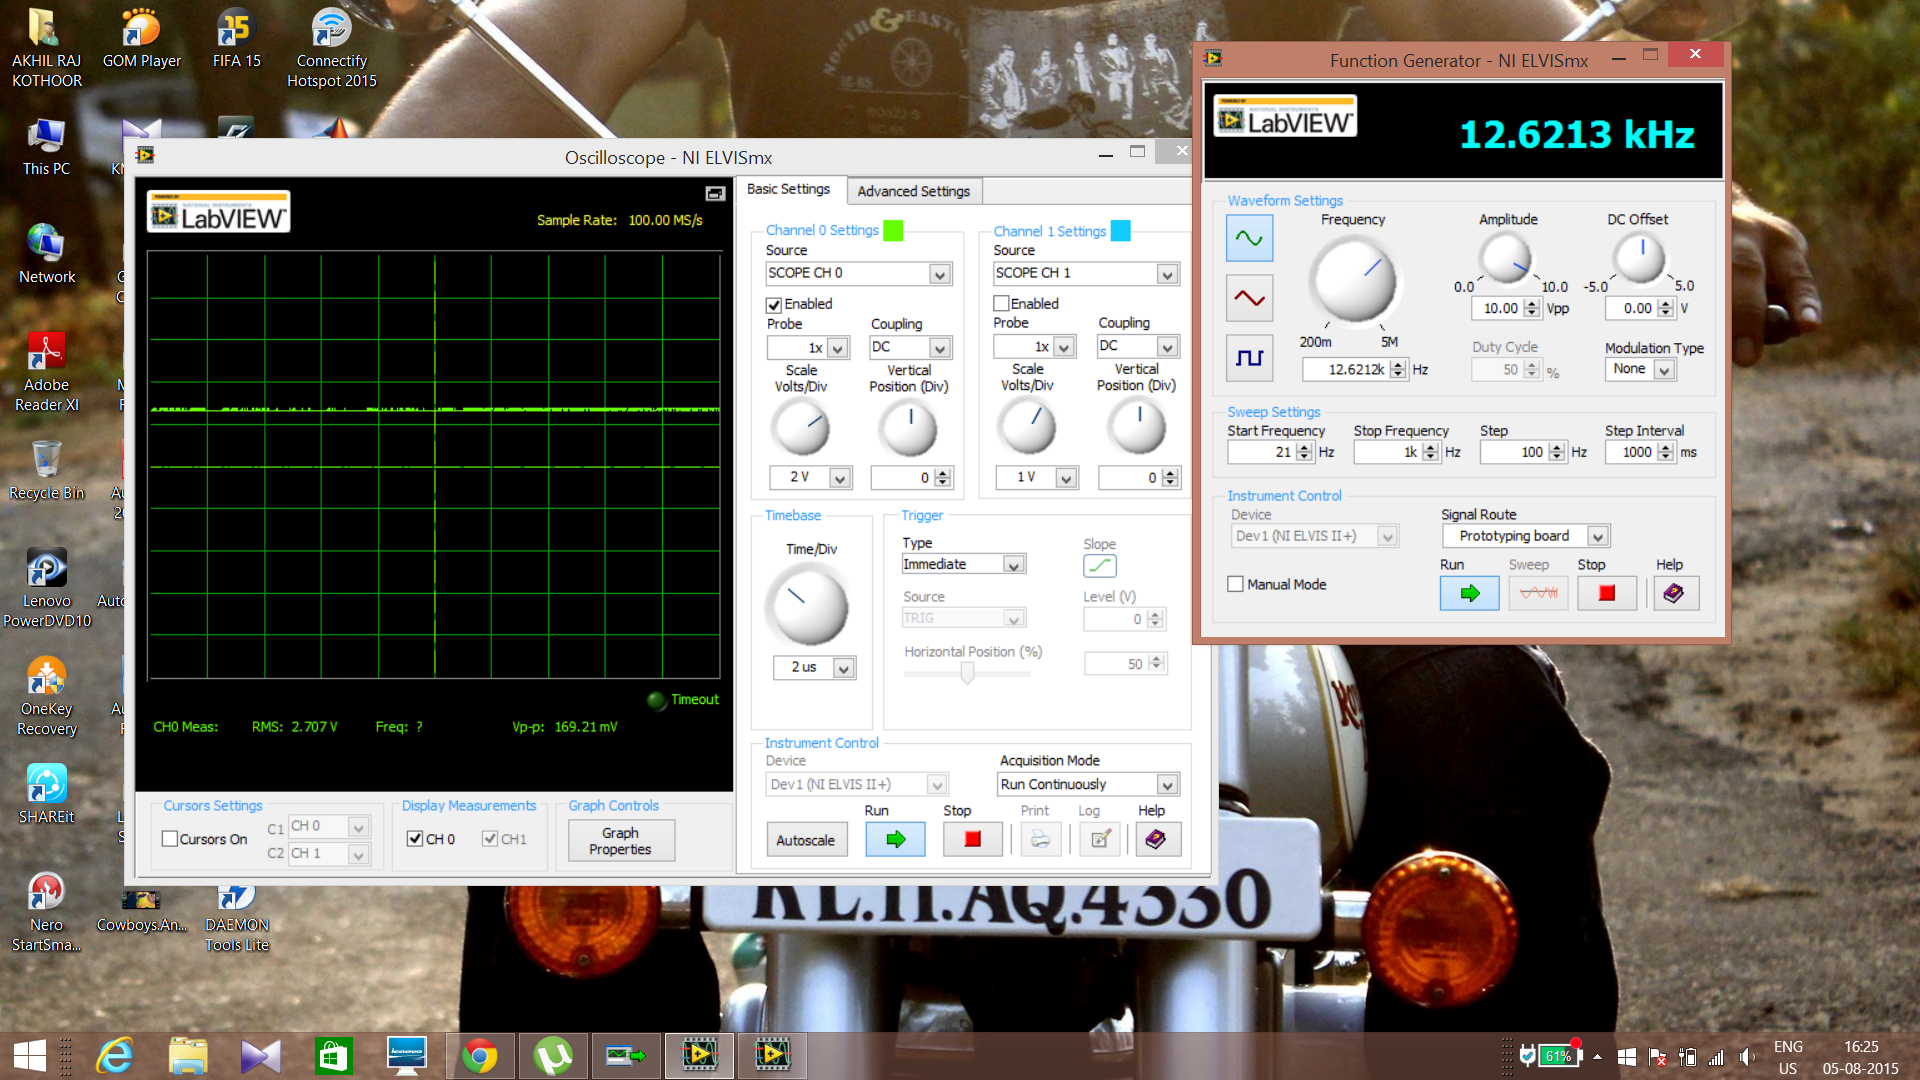 AKHIL RAJ
KOTHOOR
GOM Player
FIFA 15
Connectify
Hotspot 2015
This PC
Network
Adobe
Reader XI
Recycle Bin
Lenovo
PowerDVD10
OneKey
Recovery
SHAREit
Nero
StartSma...
Cowboys.An...
DAEMON
Tools Lite
NORTH & EAST
Oscilloscope - NI ELVISmx
POWERED BY
NATIONAL INSTRUMENTS
LabVIEW™
Sample Rate: 100.00 MS/s
Timeout
CH0 Meas: RMS: 2.707 V Freq: ? Vp-p: 169.21 mV
Cursors Settings
Cursors On
C1 CH 0
C2 CH 1
Display Measurements
CH 0 CH1
Graph Controls
Graph
Properties
Basic Settings Advanced Settings
Channel 0 Settings
Source
SCOPE CH 0
Enabled
Probe Coupling
1x DC
Scale Vertical
Volts/Div Position (Div)
2 V 0
Channel 1 Settings
Source
SCOPE CH 1
Enabled
Probe Coupling
1x DC
Scale Vertical
Volts/Div Position (Div)
1 V 0
Timebase
Time/Div
2 us
Trigger
Type Slope
Immediate
Source Level (V)
TRIG 0
Horizontal Position (%)
50
Instrument Control
Device Acquisition Mode
Dev1 (NI ELVIS II+) Run Continuously
Run Stop Print Log Help
Autoscale
Function Generator - NI ELVISmx
POWERED BY
NATIONAL INSTRUMENTS
LabVIEW™
12.6213 kHz
Waveform Settings
Frequency Amplitude DC Offset
0.0 10.0 -5.0 5.0
10.00 Vpp 0.00 V
200m 5M
12.6212k Hz
Duty Cycle Modulation Type
50 % None
Sweep Settings
Start Frequency Stop Frequency Step Step Interval
21 Hz 1k Hz 100 Hz 1000 ms
Instrument Control
Device Signal Route
Dev1 (NI ELVIS II+) Prototyping board
Run Sweep Stop Help
Manual Mode
KL.11.AQ.4330
61%
ENG
US
16:25
05-08-2015